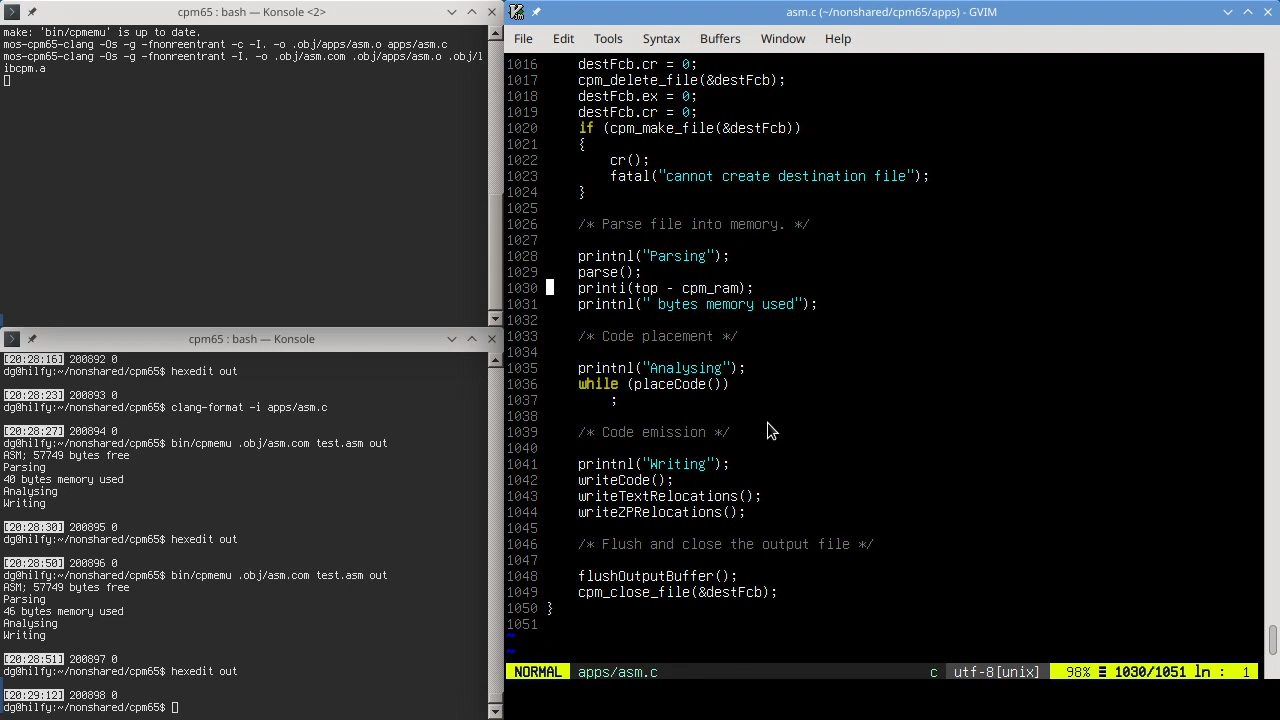 cpm65 : bash — Konsole <2>
make: 'bin/cpmemu' is up to date.
mos-cpm65-clang -Os -g -fnonreentrant -c -I. -o .obj/apps/asm.o apps/asm.c
mos-cpm65-clang -Os -g -fnonreentrant -I. -o .obj/asm.com .obj/apps/asm.o .obj/l
ibcpm.a
cpm65 : bash — Konsole
[20:28:16] 200892 0
dg@hilfy:~/nonshared/cpm65$ hexedit out
[20:28:23] 200893 0
dg@hilfy:~/nonshared/cpm65$ clang-format -i apps/asm.c
[20:28:27] 200894 0
dg@hilfy:~/nonshared/cpm65$ bin/cpmemu .obj/asm.com test.asm out
ASM; 57749 bytes free
Parsing
40 bytes memory used
Analysing
Writing
[20:28:30] 200895 0
dg@hilfy:~/nonshared/cpm65$ hexedit out
[20:28:50] 200896 0
dg@hilfy:~/nonshared/cpm65$ bin/cpmemu .obj/asm.com test.asm out
ASM; 57749 bytes free
Parsing
46 bytes memory used
Analysing
Writing
[20:28:51] 200897 0
dg@hilfy:~/nonshared/cpm65$ hexedit out
[20:29:12] 200898 0
dg@hilfy:~/nonshared/cpm65$
asm.c (~/nonshared/cpm65/apps) - GVIM
File Edit Tools Syntax Buffers Window Help
1016 destFcb.cr = 0;
1017 cpm_delete_file(&destFcb);
1018 destFcb.ex = 0;
1019 destFcb.cr = 0;
1020 if (cpm_make_file(&destFcb))
1021 {
1022 cr();
1023 fatal("cannot create destination file");
1024 }
1025
1026 /* Parse file into memory. */
1027
1028 printnl("Parsing");
1029 parse();
1030 printi(top - cpm_ram);
1031 printnl(" bytes memory used");
1032
1033 /* Code placement */
1034
1035 printnl("Analysing");
1036 while (placeCode())
1037 ;
1038
1039 /* Code emission */
1040
1041 printnl("Writing");
1042 writeCode();
1043 writeTextRelocations();
1044 writeZPRelocations();
1045
1046 /* Flush and close the output file */
1047
1048 flushOutputBuffer();
1049 cpm_close_file(&destFcb);
1050 }
1051
~
~
NORMAL apps/asm.c c utf-8[unix] 98% ☰ 1030/1051 ln : 1